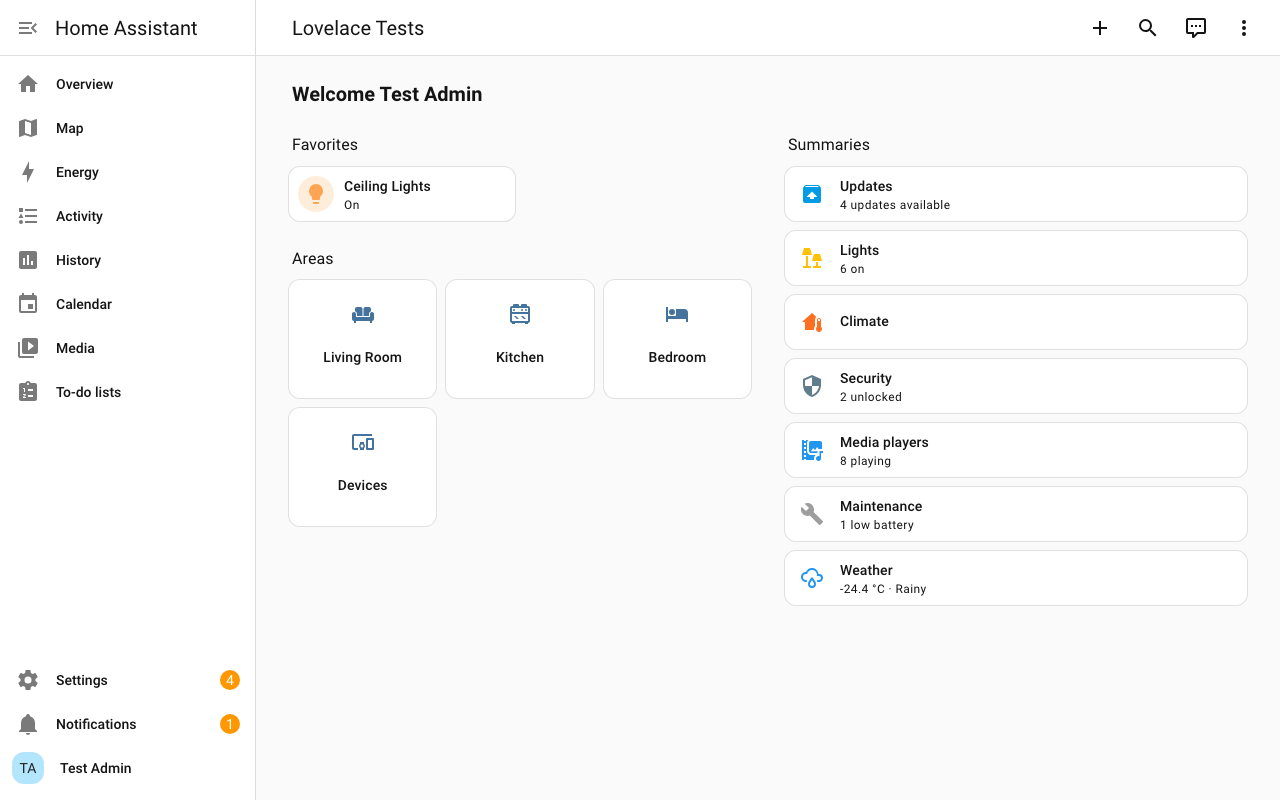 Home Assistant
Overview
Map
Energy
Activity
History
Calendar
Media
To-do lists
Settings
4
Notifications
1
TA
Test Admin
Lovelace Tests
Welcome Test Admin
Favorites
Ceiling Lights
On
Areas
Living Room
Kitchen
Bedroom
Devices
Summaries
Updates
4 updates available
Lights
6 on
Climate
Security
2 unlocked
Media players
8 playing
Maintenance
1 low battery
Weather
-24.4 °C · Rainy